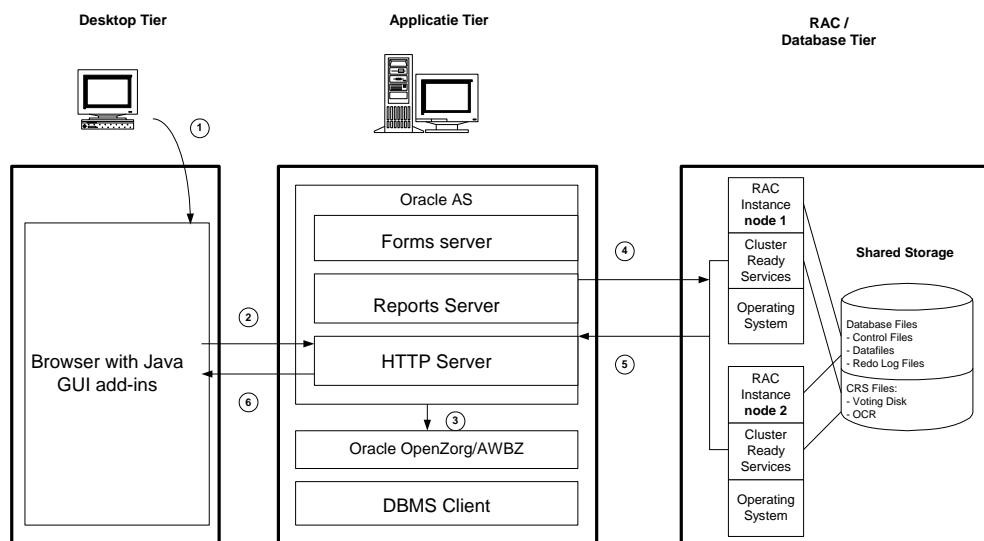 Desktop Tier
Applicatie Tier
RAC /
Database Tier
1
Browser with Java
GUI add-ins
2
6
Oracle AS
Forms server
Reports Server
HTTP Server
3
Oracle OpenZorg/AWBZ
DBMS Client
4
5
RAC
Instance
node 1
Cluster
Ready
Services
Operating
System
RAC
Instance
node 2
Cluster
Ready
Services
Operating
System
Shared Storage
Database Files
- Control Files
- Datafiles
- Redo Log Files
CRS Files:
- Voting Disk
- OCR